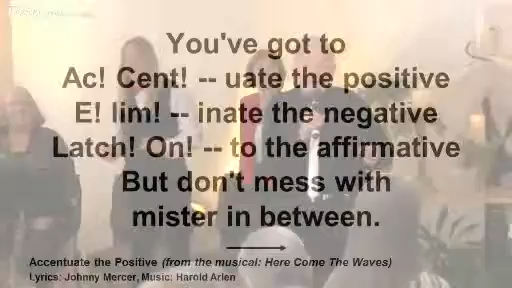 You've got to
Ac! Cent! -- uate the positive
E! lim! -- inate the negative
Latch! On! -- to the affirmative
But don't mess with
mister in between.
Accentuate the Positive (from the musical: Here Come The Waves)
Lyrics: Johnny Mercer, Music: Harold Arlen